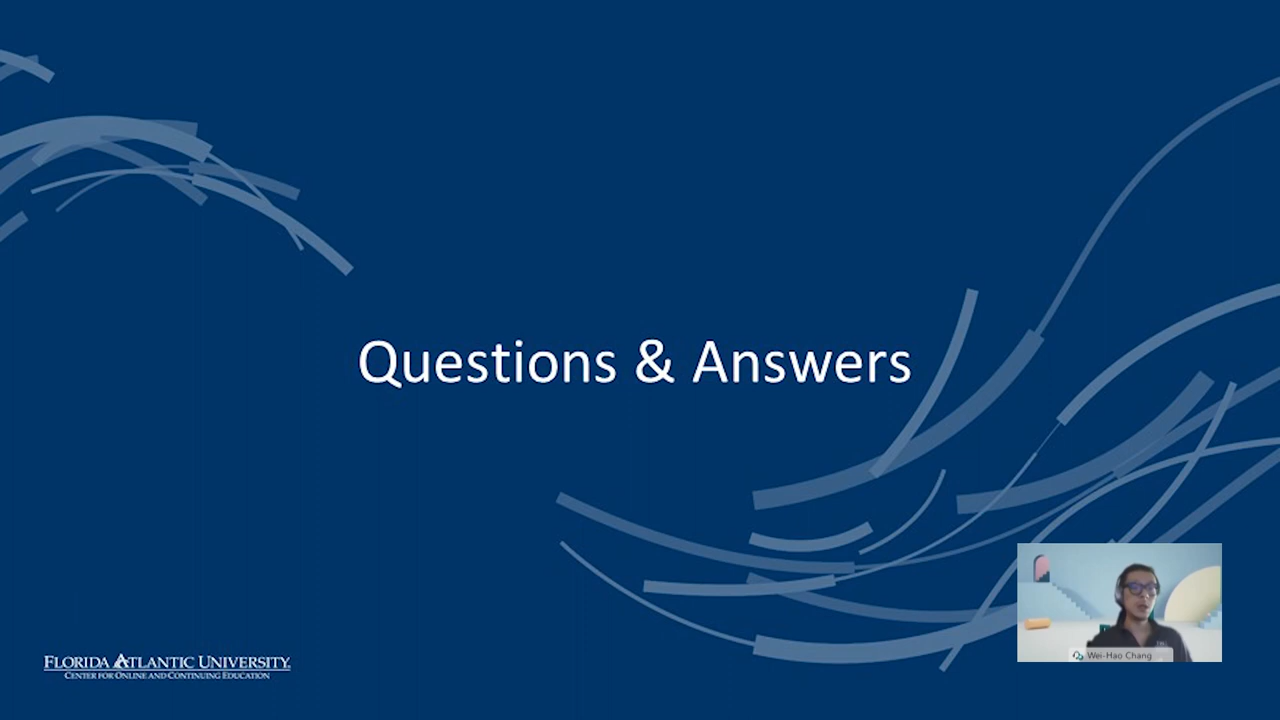 Questions & Answers
FLORIDA ATLANTIC UNIVERSITY
CENTER FOR ONLINE AND CONTINUING EDUCATION
Wei-Hao Chang